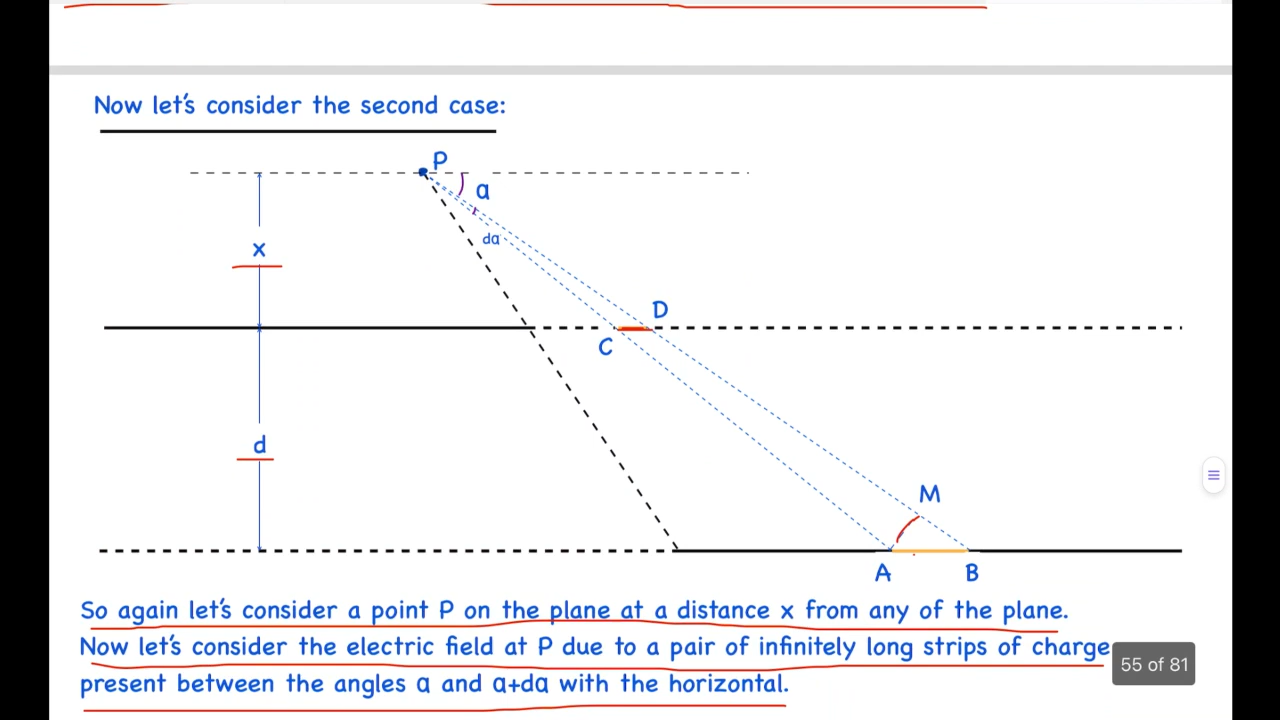 Now let's consider the second case:
P
a
da
x
D
C
d
M
A
B
So again let's consider a point P on the plane at a distance x from any of the plane.
Now let's consider the electric field at P due to a pair of infinitely long strips of charge
55 of 81
present between the angles a and a+da with the horizontal.